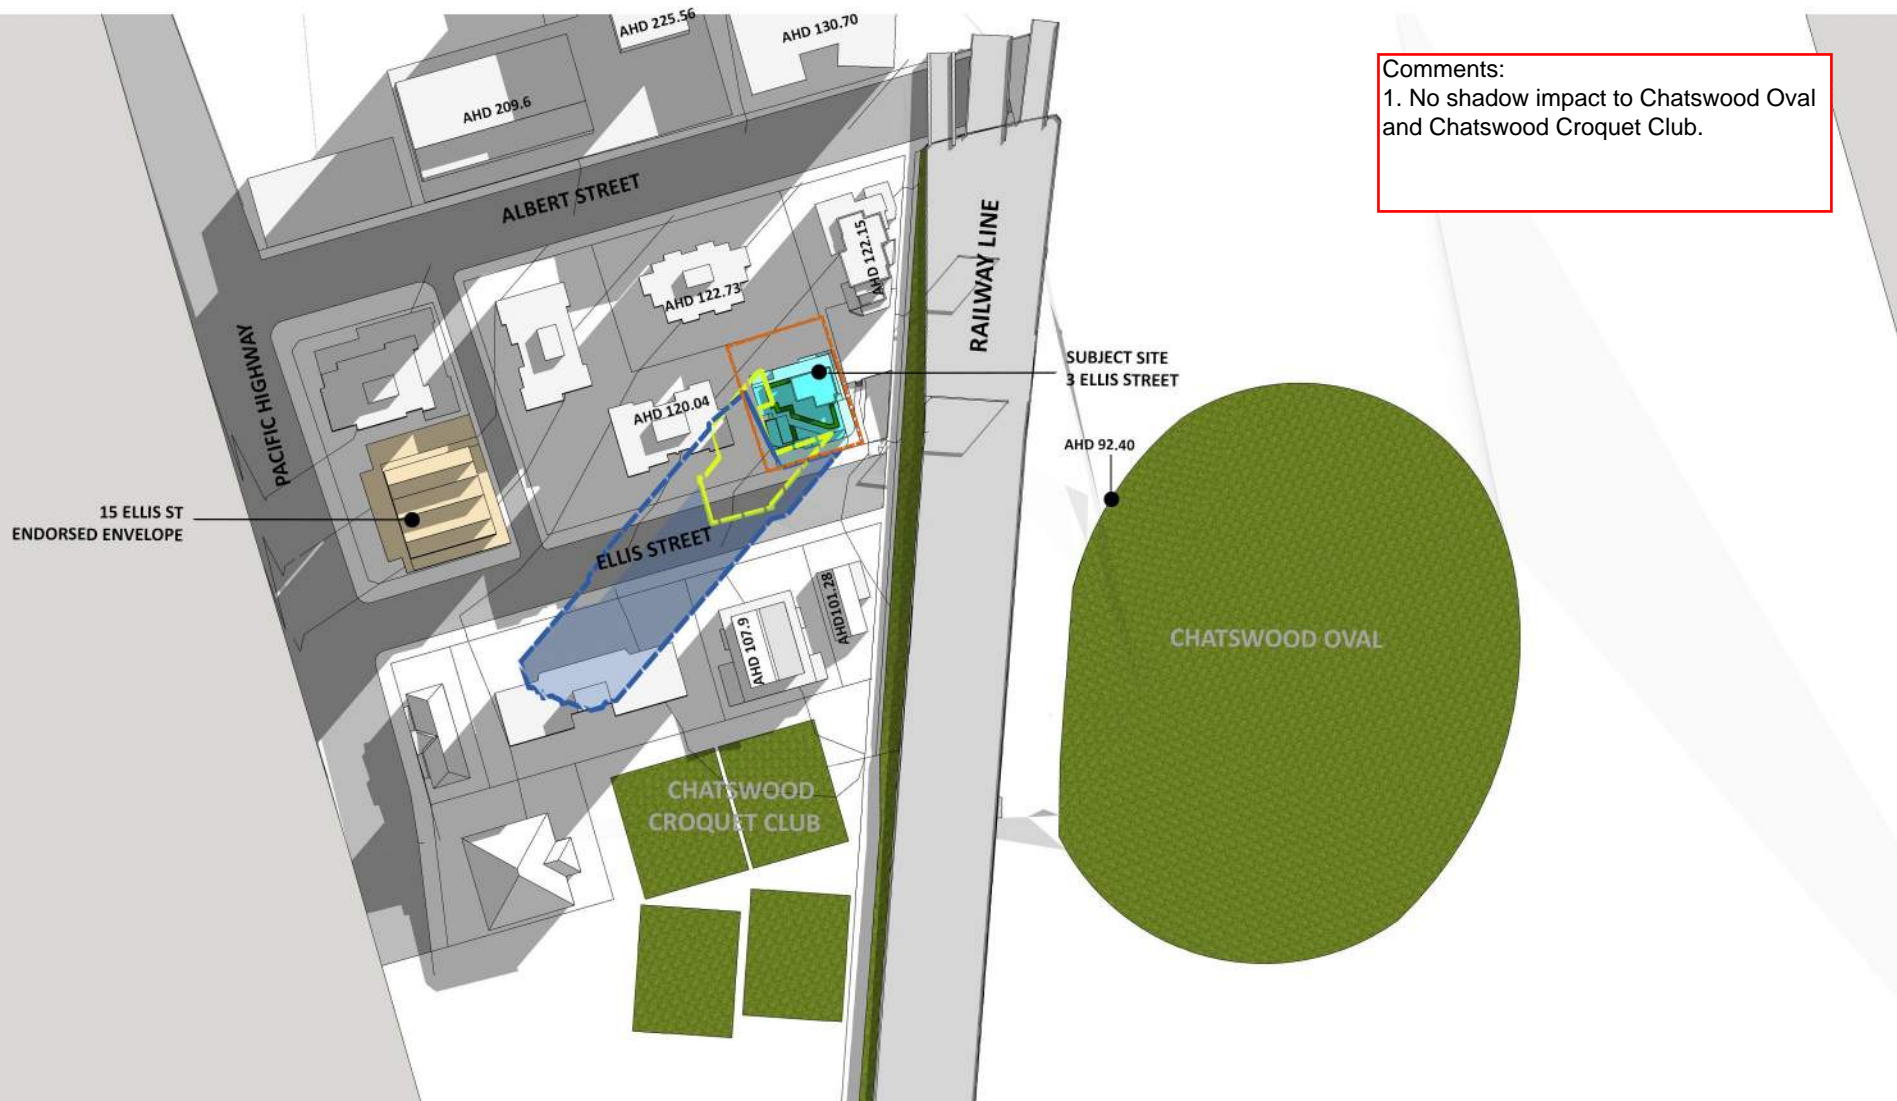 AHD 225.56
AHD 130.70
Comments:
1. No shadow impact to Chatswood Oval
and Chatswood Croquet Club.
AHD 209.6
ALBERT STREET
AHD 122.15
RAILWAY LINE
AHD 122.73
PACIFIC HIGHWAY
SUBJECT SITE
3 ELLIS STREET
AHD 120.04
AHD 92.40
15 ELLIS ST
ENDORSED ENVELOPE
ELLIS STREET
AHD101.28
AHD 107.9
CHATSWOOD OVAL
CHATSWOOD
CROQUET CLUB